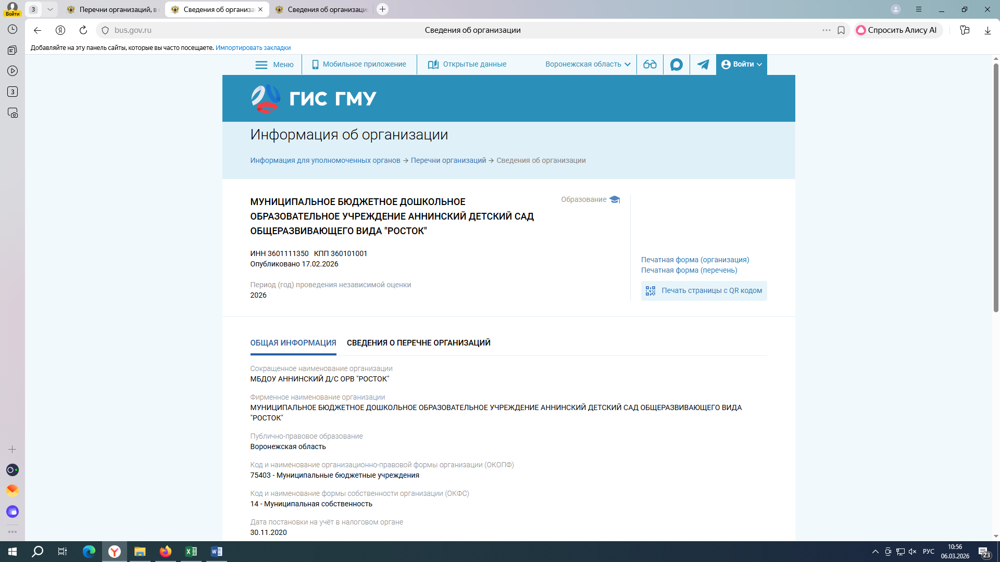 Войти
3
Перечни организаций, в
Сведения об организа
Сведения об организаци
bus.gov.ru
Сведения об организации
Спросить Алису AI
Добавляйте на эту панель сайты, которые вы часто посещаете. Импортировать закладки
3
Меню
Мобильное приложение
Открытые данные
Воронежская область
Войти
ГИС ГМУ
Информация об организации
Информация для уполномоченных органов → Перечни организаций → Сведения об организации
МУНИЦИПАЛЬНОЕ БЮДЖЕТНОЕ ДОШКОЛЬНОЕ
ОБРАЗОВАТЕЛЬНОЕ УЧРЕЖДЕНИЕ АННИНСКИЙ ДЕТСКИЙ САД
ОБЩЕРАЗВИВАЮЩЕГО ВИДА "РОСТОК"
Образование
ИНН 3601111350 КПП 360101001
Опубликовано 17.02.2026
Период (год) проведения независимой оценки
2026
Печатная форма (организация)
Печатная форма (перечень)
Печать страницы с QR кодом
ОБЩАЯ ИНФОРМАЦИЯ
СВЕДЕНИЯ О ПЕРЕЧНЕ ОРГАНИЗАЦИЙ
Сокращенное наименование организации
МБДОУ АННИНСКИЙ Д/С ОРВ "РОСТОК"
Фирменное наименование организации
МУНИЦИПАЛЬНОЕ БЮДЖЕТНОЕ ДОШКОЛЬНОЕ ОБРАЗОВАТЕЛЬНОЕ УЧРЕЖДЕНИЕ АННИНСКИЙ ДЕТСКИЙ САД ОБЩЕРАЗВИВАЮЩЕГО ВИДА
"РОСТОК"
Публично-правовое образование
Воронежская область
Код и наименование организационно-правовой формы организации (ОКОПФ)
75403 - Муниципальные бюджетные учреждения
Код и наименование формы собственности организации (ОКФС)
14 - Муниципальная собственность
Дата постановки на учёт в налоговом органе
30.11.2020
РУС
10:56
06.03.2026
23